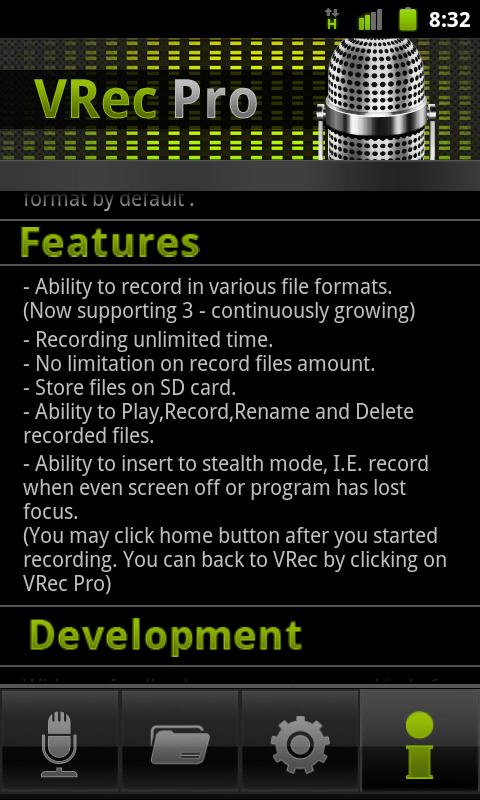 H
8:32
VRec Pro
format by default .
Features
- Ability to record in various file formats.
(Now supporting 3 - continuously growing)
- Recording unlimited time.
- No limitation on record files amount.
- Store files on SD card.
- Ability to Play,Record,Rename and Delete
recorded files.
- Ability to insert to stealth mode, I.E. record
when even screen off or program has lost
focus.
(You may click home button after you started
recording. You can back to VRec by clicking on
VRec Pro)
Development